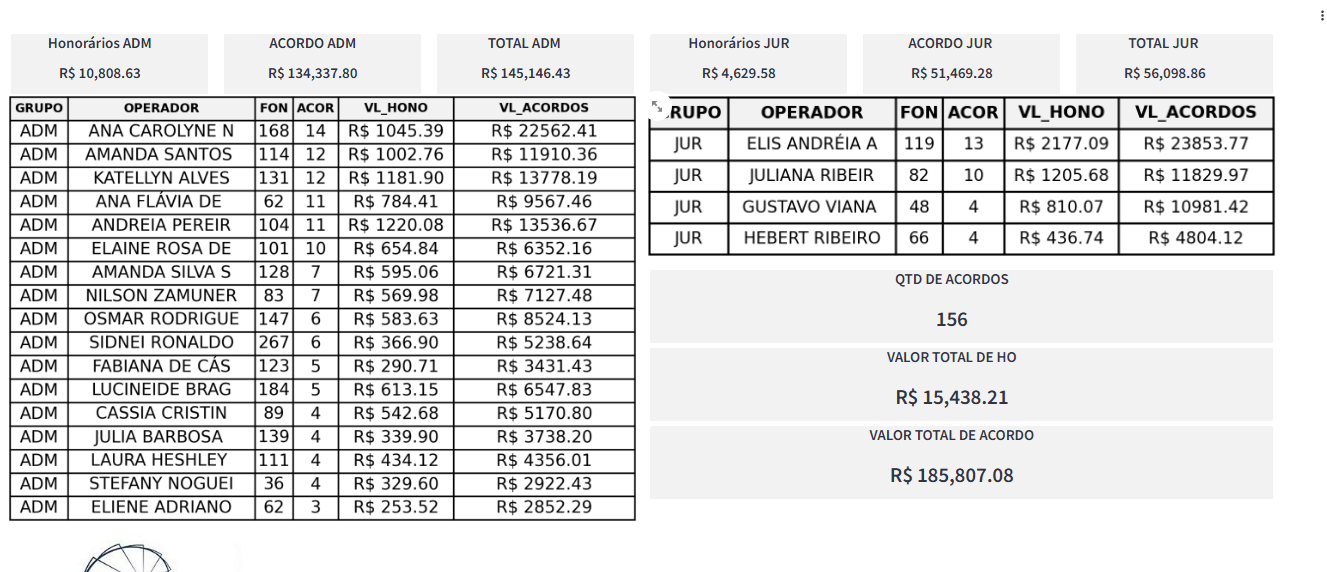 Honorários ADM
R$ 10,808.63
ACORDO ADM
R$ 134,337.80
TOTAL ADM
R$ 145,146.43
Honorários JUR
R$ 4,629.58
ACORDO JUR
R$ 51,469.28
TOTAL JUR
R$ 56,098.86
GRUPO OPERADOR FON ACOR VL_HONO VL_ACORDOS
ADM ANA CAROLYNE N 168 14 R$ 1045.39 R$ 22562.41
ADM AMANDA SANTOS 114 12 R$ 1002.76 R$ 11910.36
ADM KATELLYN ALVES 131 12 R$ 1181.90 R$ 13778.19
ADM ANA FLÁVIA DE 62 11 R$ 784.41 R$ 9567.46
ADM ANDREIA PEREIR 104 11 R$ 1220.08 R$ 13536.67
ADM ELAINE ROSA DE 101 10 R$ 654.84 R$ 6352.16
ADM AMANDA SILVA S 128 7 R$ 595.06 R$ 6721.31
ADM NILSON ZAMUNER 83 7 R$ 569.98 R$ 7127.48
ADM OSMAR RODRIGUE 147 6 R$ 583.63 R$ 8524.13
ADM SIDNEI RONALDO 267 6 R$ 366.90 R$ 5238.64
ADM FABIANA DE CÁS 123 5 R$ 290.71 R$ 3431.43
ADM LUCINEIDE BRAG 184 5 R$ 613.15 R$ 6547.83
ADM CASSIA CRISTIN 89 4 R$ 542.68 R$ 5170.80
ADM JULIA BARBOSA 139 4 R$ 339.90 R$ 3738.20
ADM LAURA HESHLEY 111 4 R$ 434.12 R$ 4356.01
ADM STEFANY NOGUEI 36 4 R$ 329.60 R$ 2922.43
ADM ELIENE ADRIANO 62 3 R$ 253.52 R$ 2852.29
RUPO OPERADOR FON ACOR VL_HONO VL_ACORDOS
JUR ELIS ANDRÉIA A 119 13 R$ 2177.09 R$ 23853.77
JUR JULIANA RIBEIR 82 10 R$ 1205.68 R$ 11829.97
JUR GUSTAVO VIANA 48 4 R$ 810.07 R$ 10981.42
JUR HEBERT RIBEIRO 66 4 R$ 436.74 R$ 4804.12
QTD DE ACORDOS
156
VALOR TOTAL DE HO
R$ 15,438.21
VALOR TOTAL DE ACORDO
R$ 185,807.08